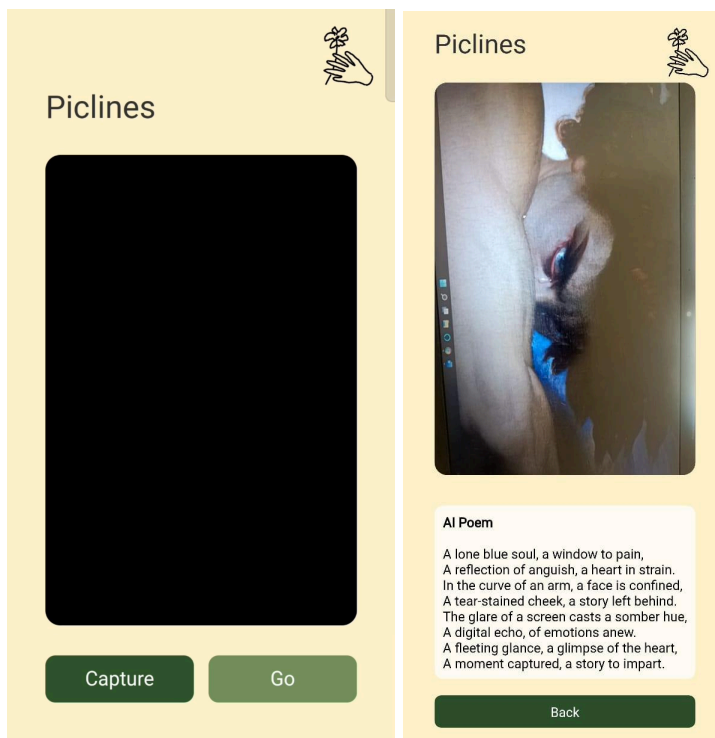 Piclines
Capture
Go
Piclines
AI Poem
A lone blue soul, a window to pain,
A reflection of anguish, a heart in strain.
In the curve of an arm, a face is confined,
A tear-stained cheek, a story left behind.
The glare of a screen casts a somber hue,
A digital echo, of emotions anew.
A fleeting glance, a glimpse of the heart,
A moment captured, a story to impart.
Back